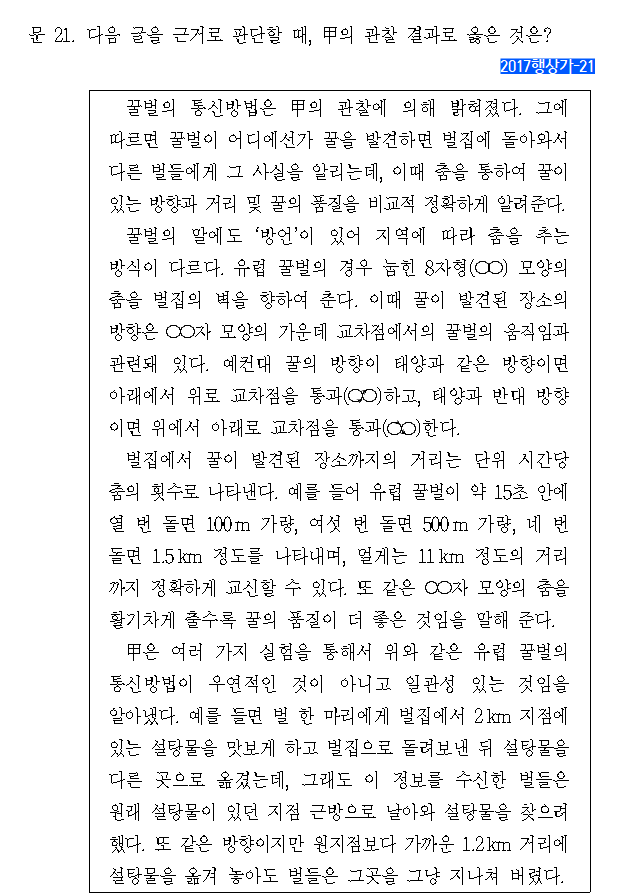 문 21. 다음 글을 근거로 판단할 때, 甲의 관찰 결과로 옳은 것은?
2017행상가-21
꿀벌의 통신방법은 甲의 관찰에 의해 밝혀졌다. 그에
따르면 꿀벌이 어디에선가 꿀을 발견하면 벌집에 돌아와서
다른 벌들에게 그 사실을 알리는데, 이때 춤을 통하여 꿀이
있는 방향과 거리 및 꿀의 품질을 비교적 정확하게 알려준다.
꿀벌의 말에도 ‘방언’이 있어 지역에 따라 춤을 추는
방식이 다르다. 유럽 꿀벌의 경우 눕힌 8자형(○○) 모양의
춤을 벌집의 벽을 향하여 춘다. 이때 꿀이 발견된 장소의
방향은 ○○자 모양의 가운데 교차점에서의 꿀벌의 움직임과
관련돼 있다. 예컨대 꿀의 방향이 태양과 같은 방향이면
아래에서 위로 교차점을 통과(○○)하고, 태양과 반대 방향
이면 위에서 아래로 교차점을 통과(○○)한다.
벌집에서 꿀이 발견된 장소까지의 거리는 단위 시간당
춤의 횟수로 나타낸다. 예를 들어 유럽 꿀벌이 약 15초 안에
열 번 돌면 100m 가량, 여섯 번 돌면 500m 가량, 네 번
돌면 1.5km 정도를 나타내며, 멀게는 11km 정도의 거리
까지 정확하게 교신할 수 있다. 또 같은 ○○자 모양의 춤을
활기차게 출수록 꿀의 품질이 더 좋은 것임을 말해 준다.
甲은 여러 가지 실험을 통해서 위와 같은 유럽 꿀벌의
통신방법이 우연적인 것이 아니고 일관성 있는 것임을
알아냈다. 예를 들면 벌 한 마리에게 벌집에서 2km 지점에
있는 설탕물을 맛보게 하고 벌집으로 돌려보낸 뒤 설탕물을
다른 곳으로 옮겼는데, 그래도 이 정보를 수신한 벌들은
원래 설탕물이 있던 지점 근방으로 날아와 설탕물을 찾으려
했다. 또 같은 방향이지만 원지점보다 가까운 1.2km 거리에
설탕물을 옮겨 놓아도 벌들은 그곳을 그냥 지나쳐 버렸다.